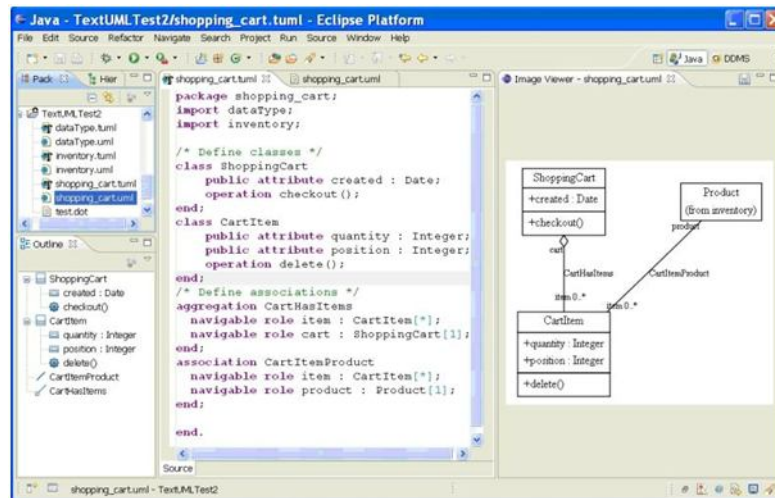 Java - TextUMLTest2/shopping_cart.tuml - Eclipse Platform
File Edit Source Refactor Navigate Search Project Run Source Window Help
Java
DDMS
Pack
Hier
TextUMLTest2
dataType.tuml
dataType.uml
inventory.tuml
inventory.uml
shopping_cart.tuml
shopping_cart.uml
test.dot
Outline
ShoppingCart
created : Date
checkout()
CartItem
quantity : Integer
position : Integer
delete()
CartItemProduct
CartHasItems
shopping_cart.tuml
shopping_cart.uml
package shopping_cart;
import dataType;
import inventory;
/* Define classes */
class ShoppingCart
public attribute created : Date;
operation checkout();
end;
class CartItem
public attribute quantity : Integer;
public attribute position : Integer;
operation delete();
end;
/* Define associations */
aggregation CartHasItems
navigable role item : CartItem[*];
navigable role cart : ShoppingCart[1];
end;
association CartItemProduct
navigable role item : CartItem[*];
navigable role product : Product[1];
end;
end.
Source
Image Viewer - shopping_cart.uml
ShoppingCart
+created : Date
+checkout()
Product
(from inventory)
product
cart
CartHasItems
CartItemProduct
item 0..*
item 0..*
CartItem
+quantity : Integer
+position : Integer
+delete()
shopping_cart.uml - TextUMLTest2